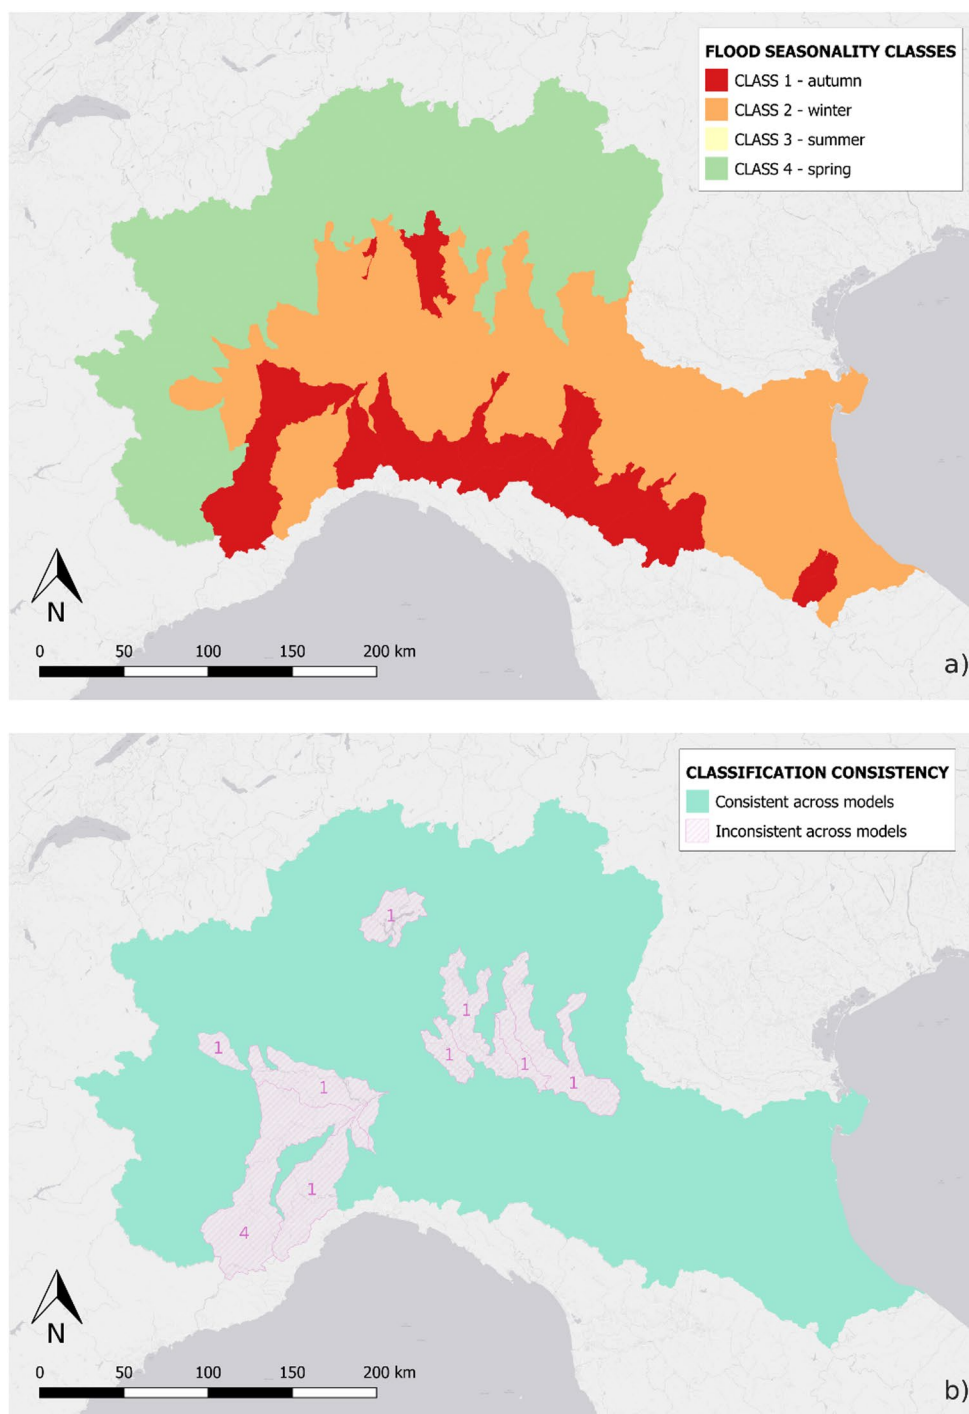 FLOOD SEASONALITY CLASSES
CLASS 1 - autumn
CLASS 2 - winter
CLASS 3 - summer
CLASS 4 - spring
N
0 50 100 150 200 km
a)
CLASSIFICATION CONSISTENCY
Consistent across models
Inconsistent across models
1
1
1
1
1
1
1
1
4
N
0 50 100 150 200 km
b)